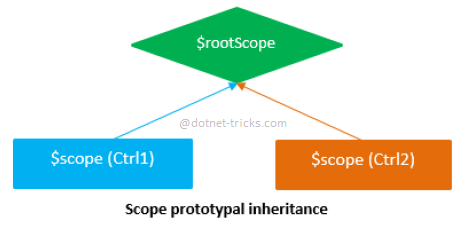 $rootScope
@dotnet-tricks.com
$scope (Ctrl1)
$scope (Ctrl2)
Scope prototypal inheritance